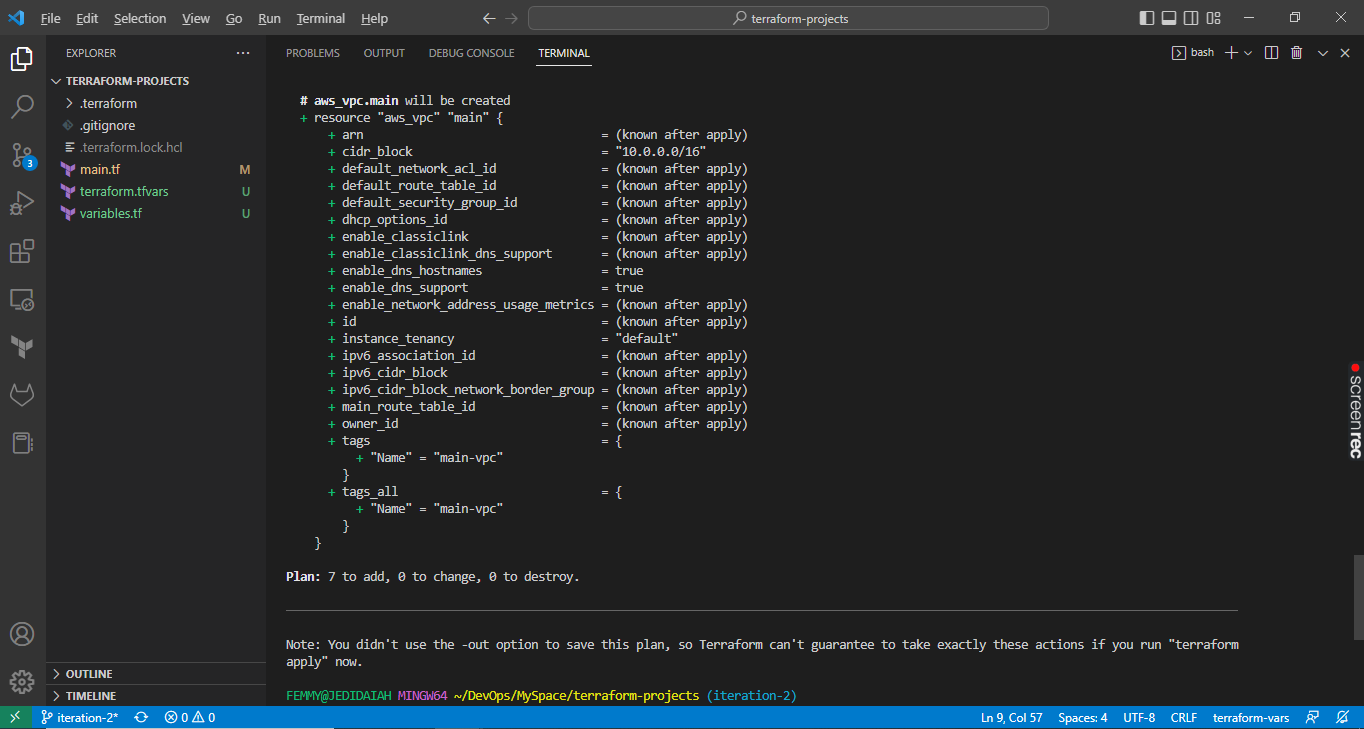 File Edit Selection View Go Run Terminal Help
terraform-projects
EXPLORER
TERRAFORM-PROJECTS
.terraform
.gitignore
.terraform.lock.hcl
main.tf M
terraform.tfvars U
variables.tf U
3
OUTLINE
TIMELINE
PROBLEMS OUTPUT DEBUG CONSOLE TERMINAL
bash
# aws_vpc.main will be created
+ resource "aws_vpc" "main" {
+ arn = (known after apply)
+ cidr_block = "10.0.0.0/16"
+ default_network_acl_id = (known after apply)
+ default_route_table_id = (known after apply)
+ default_security_group_id = (known after apply)
+ dhcp_options_id = (known after apply)
+ enable_classiclink = (known after apply)
+ enable_classiclink_dns_support = (known after apply)
+ enable_dns_hostnames = true
+ enable_dns_support = true
+ enable_network_address_usage_metrics = (known after apply)
+ id = (known after apply)
+ instance_tenancy = "default"
+ ipv6_association_id = (known after apply)
+ ipv6_cidr_block = (known after apply)
+ ipv6_cidr_block_network_border_group = (known after apply)
+ main_route_table_id = (known after apply)
+ owner_id = (known after apply)
+ tags = {
+ "Name" = "main-vpc"
}
+ tags_all = {
+ "Name" = "main-vpc"
}
}
Plan: 7 to add, 0 to change, 0 to destroy.
Note: You didn't use the -out option to save this plan, so Terraform can't guarantee to take exactly these actions if you run "terraform
apply" now.
FEMMY@JEDIDAIAH MINGW64 ~/DevOps/MySpace/terraform-projects (iteration-2)
screenrec
iteration-2* 0 0
Ln 9, Col 57 Spaces: 4 UTF-8 CRLF terraform-vars